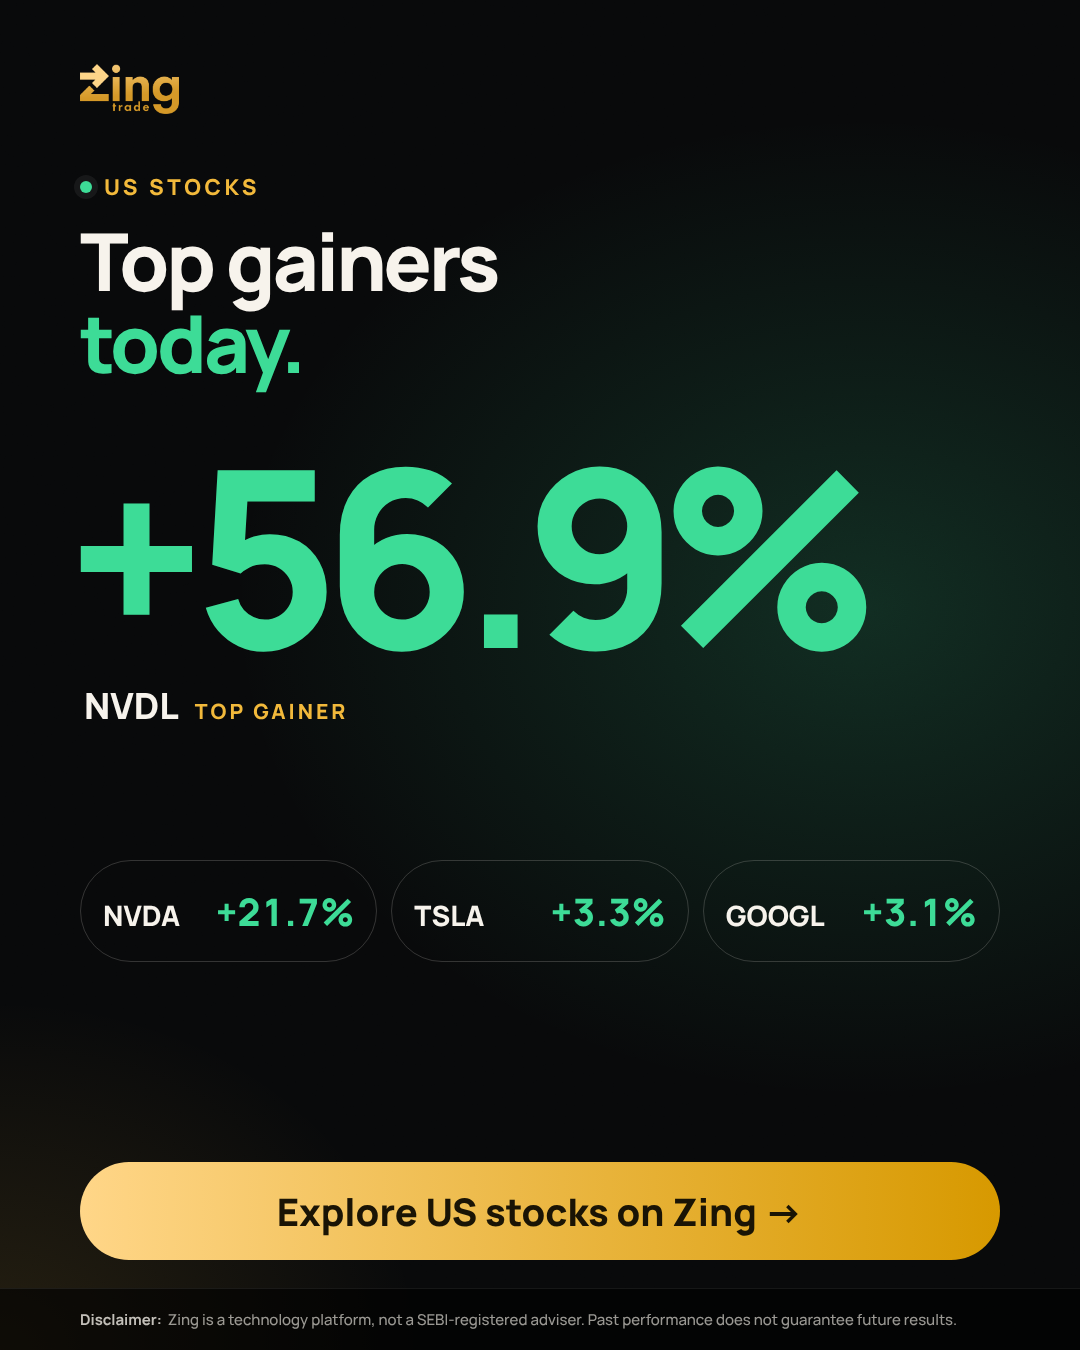 Zing
trade
US STOCKS
Top gainers
today.
+56.9%
NVDL TOP GAINER
NVDA +21.7% TSLA +3.3% GOOGL +3.1%
Explore US stocks on Zing →
Disclaimer: Zing is a technology platform, not a SEBI-registered adviser. Past performance does not guarantee future results.